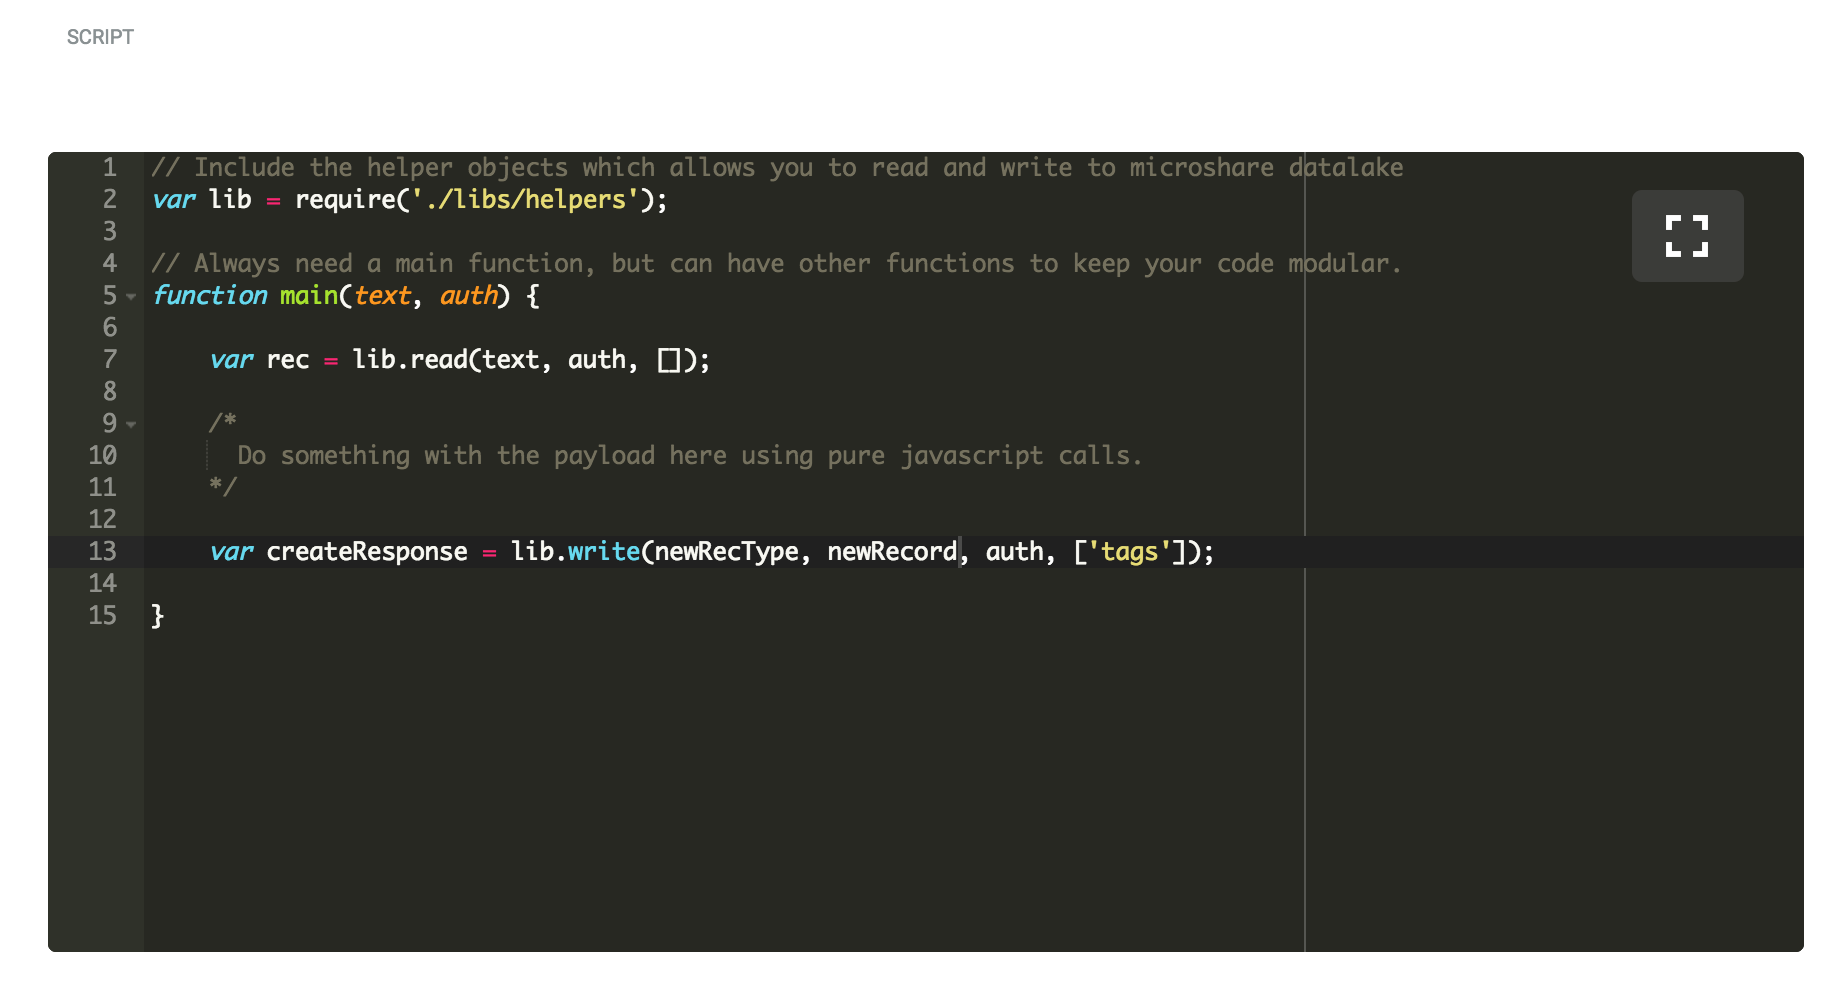 SCRIPT
1 // Include the helper objects which allows you to read and write to microshare datalake
2 var lib = require('./libs/helpers');
3
4 // Always need a main function, but can have other functions to keep your code modular.
5 function main(text, auth) {
6
7     var rec = lib.read(text, auth, []);
8
9     /*
10       Do something with the payload here using pure javascript calls.
11     */
12
13     var createResponse = lib.write(newRecType, newRecord, auth, ['tags']);
14
15 }